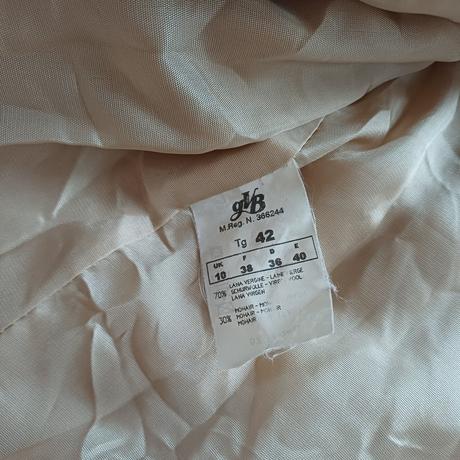 gVB
M.Reg. N. 366244
Tg 42
UK F D E
10 38 36 40
70% LANA VERGINE - LAINE VIERGE
SCHURWOLLE - VIRGIN WOOL
LANA VIRGEN
30% MOHAIR -
MOHAIR -
MOHAIR